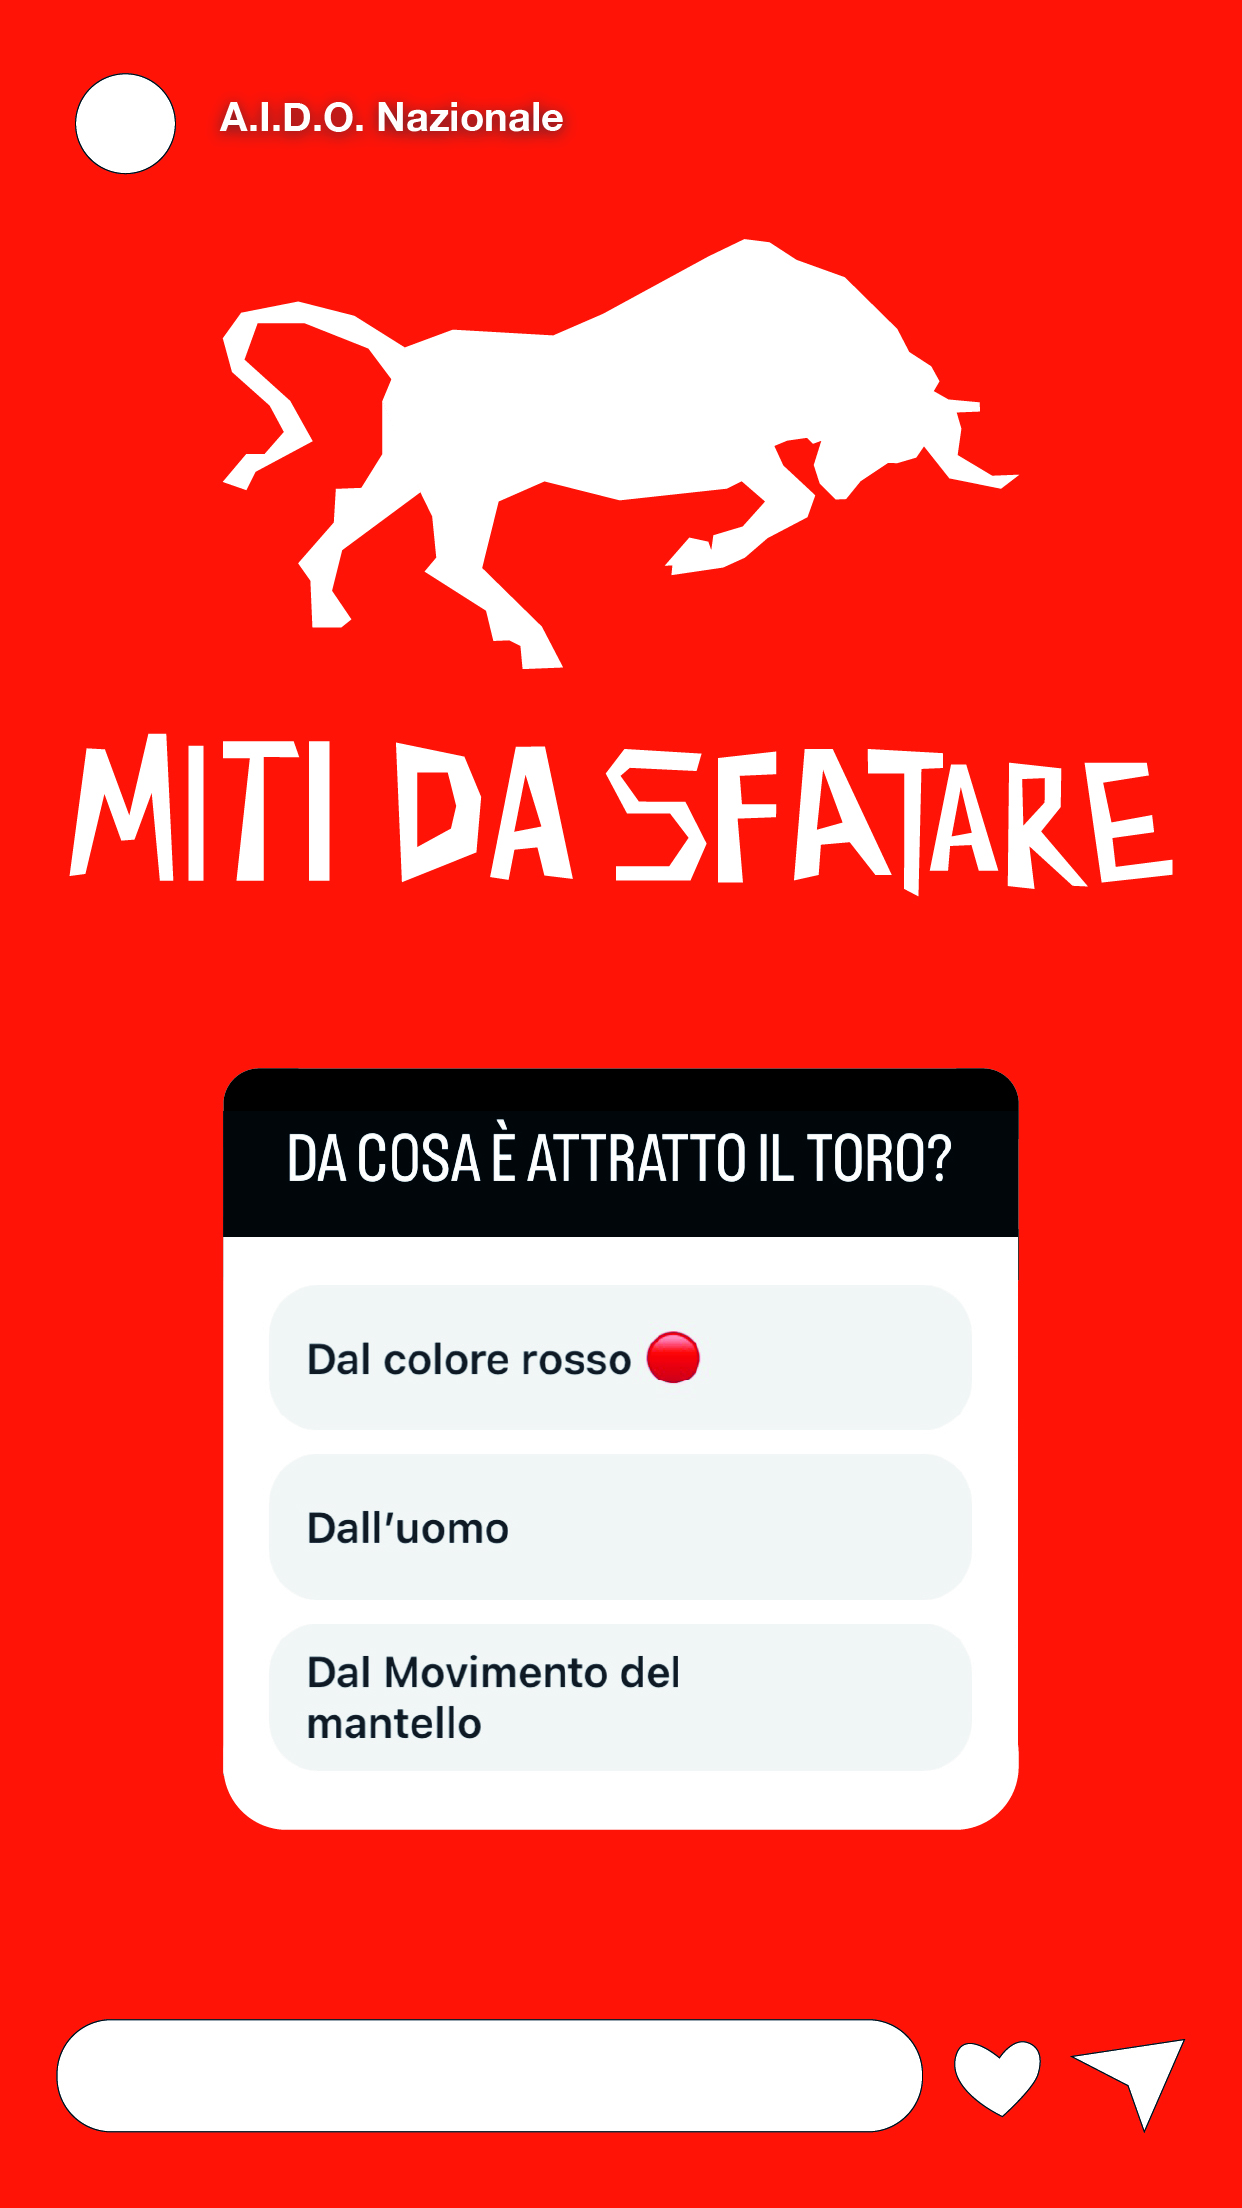 A.I.D.O. Nazionale
MITI DA SFATARE
DA COSA È ATTRATTO IL TORO?
Dal colore rosso 🔴
Dall’uomo
Dal Movimento del
mantello